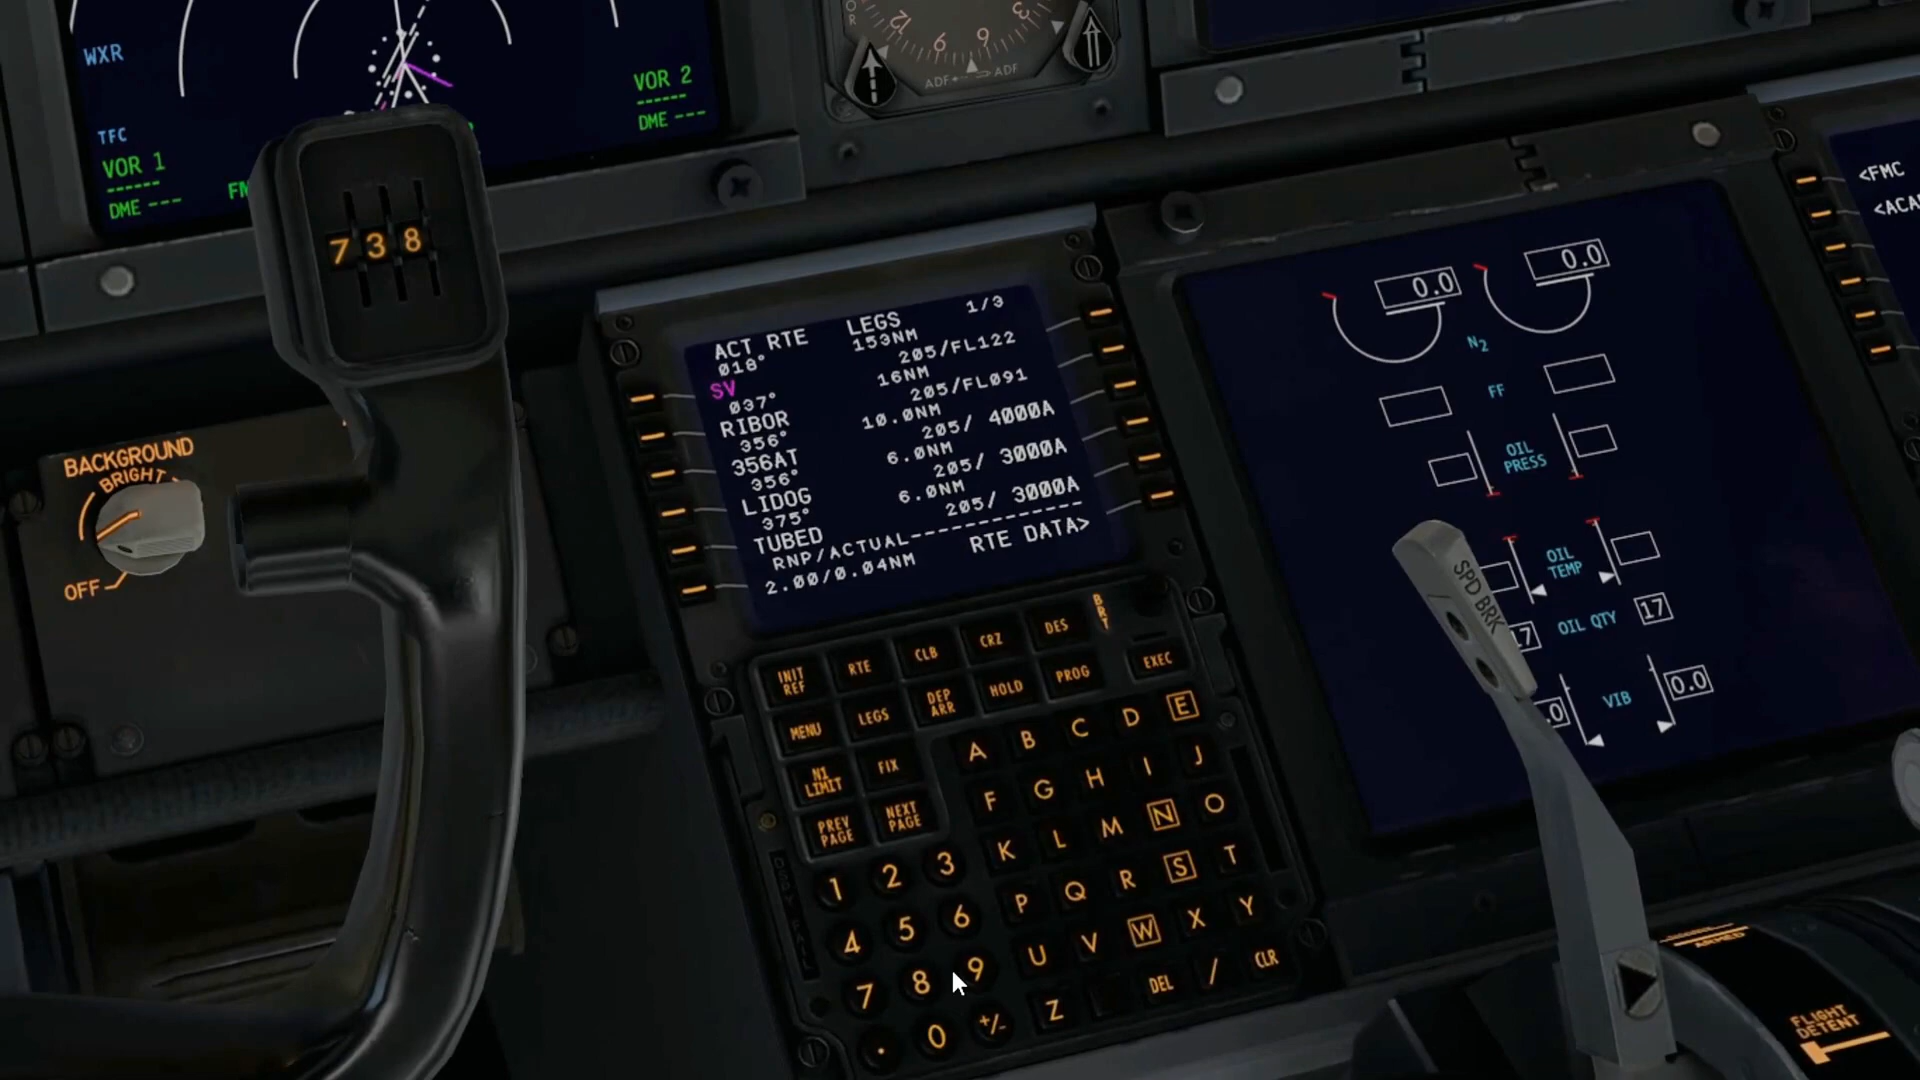 WXR
TFC
VOR 1
DME ---
VOR 2
DME ---
ADF
ADF
738
BACKGROUND
BRIGHT
OFF
ACT RTE LEGS 1/3
018° 153NM
SV 205/FL122
037° 16NM
RIBOR 205/FL091
356° 10.0NM
356AT 205/ 4000A
356° 6.0NM
LIDOG 205/ 3000A
375° 6.0NM
TUBED 205/ 3000A
RNP/ACTUAL----------------
2.00/0.04NM RTE DATA>
INIT REF
RTE
CLB
CRZ
DES
BRT
MENU
LEGS
DEP ARR
HOLD
PROG
EXEC
N1 LIMIT
FIX
PREV PAGE
NEXT PAGE
A B C D E
F G H I J
K L M N O
P Q R S T
U V W X Y
Z DEL / CLR
1 2 3
4 5 6
7 8 9
. 0 +/-
0.0 0.0
N2
FF
OIL PRESS
OIL TEMP
OIL QTY 17
VIB 0.0
SPD BRK
<FMC
ARMED
FLIGHT DETENT